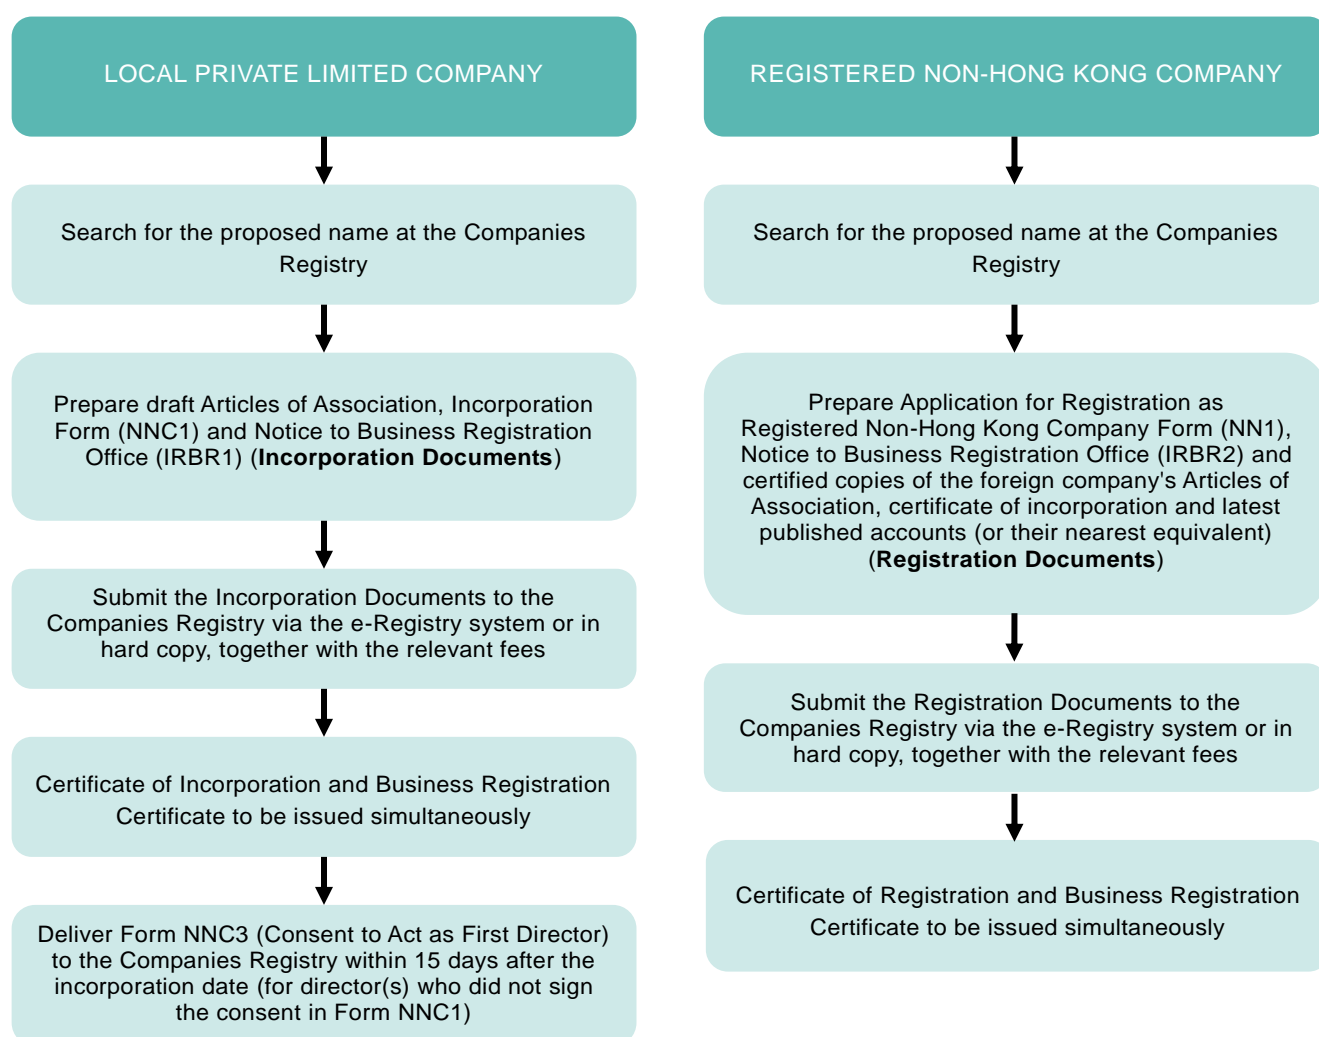 LOCAL PRIVATE LIMITED COMPANY
Search for the proposed name at the Companies
Registry
Prepare draft Articles of Association, Incorporation
Form (NNC1) and Notice to Business Registration
Office (IRBR1) (Incorporation Documents)
Submit the Incorporation Documents to the
Companies Registry via the e-Registry system or in
hard copy, together with the relevant fees
Certificate of Incorporation and Business Registration
Certificate to be issued simultaneously
Deliver Form NNC3 (Consent to Act as First Director)
to the Companies Registry within 15 days after the
incorporation date (for director(s) who did not sign
the consent in Form NNC1)
REGISTERED NON-HONG KONG COMPANY
Search for the proposed name at the Companies
Registry
Prepare Application for Registration as
Registered Non-Hong Kong Company Form (NN1),
Notice to Business Registration Office (IRBR2) and
certified copies of the foreign company's Articles of
Association, certificate of incorporation and latest
published accounts (or their nearest equivalent)
(Registration Documents)
Submit the Registration Documents to the
Companies Registry via the e-Registry system or in
hard copy, together with the relevant fees
Certificate of Registration and Business Registration
Certificate to be issued simultaneously